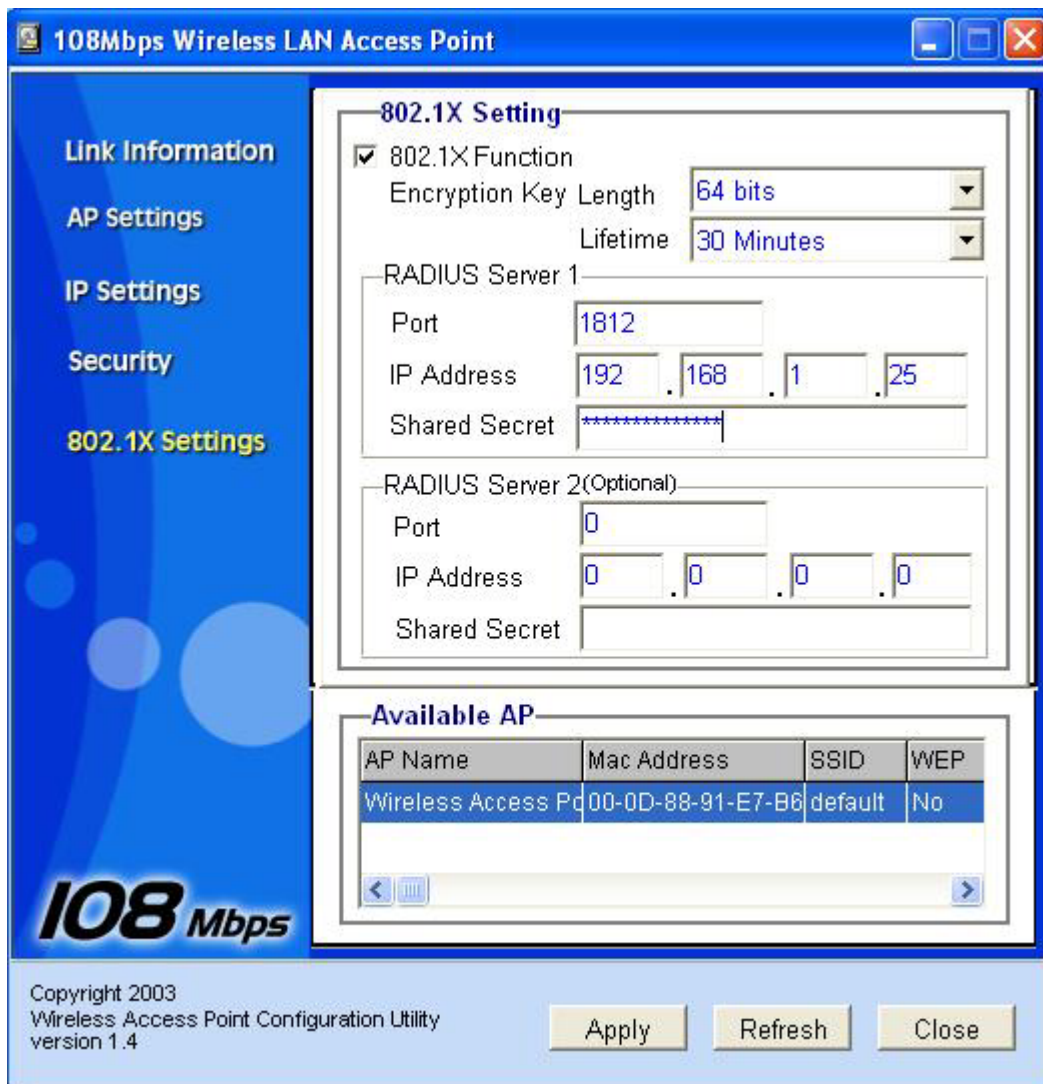 108Mbps Wireless LAN Access Point
Link Information
AP Settings
IP Settings
Security
802.1X Settings
108 Mbps
802.1X Setting
802.1X Function
Encryption Key Length 64 bits
Lifetime 30 Minutes
RADIUS Server 1
Port 1812
IP Address 192 . 168 . 1 . 25
Shared Secret **************
RADIUS Server 2(Optional)
Port 0
IP Address 0 . 0 . 0 . 0
Shared Secret
Available AP
AP Name Mac Address SSID WEP
Wireless Access Po 00-0D-88-91-E7-B6 default No
Copyright 2003
Wireless Access Point Configuration Utility
version 1.4
Apply Refresh Close